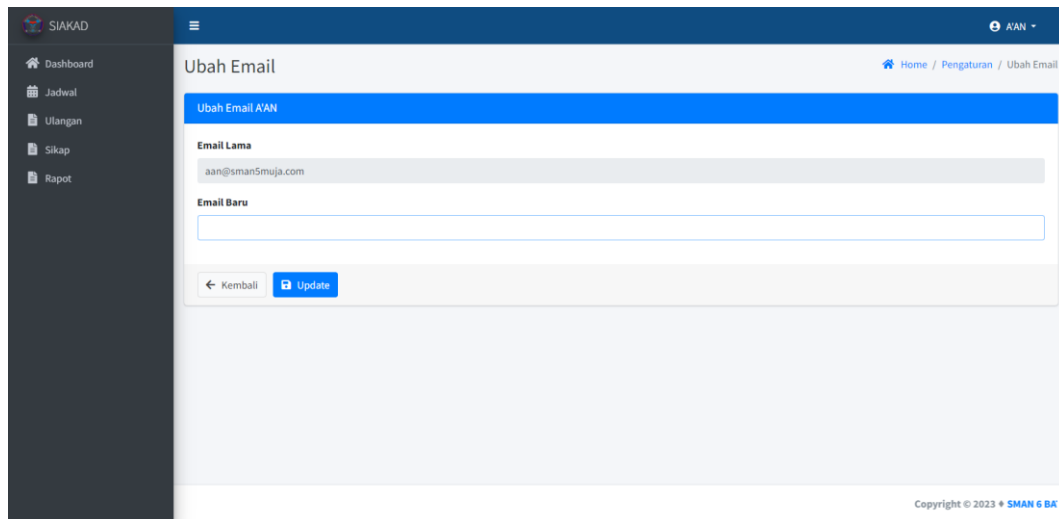 SIAKAD
A'AN
Dashboard
Jadwal
Ulangan
Sikap
Rapot
Ubah Email
Home / Pengaturan / Ubah Email
Ubah Email A'AN
Email Lama
aan@sman5muja.com
Email Baru
Kembali
Update
Copyright © 2023 ♦ SMAN 6 BA